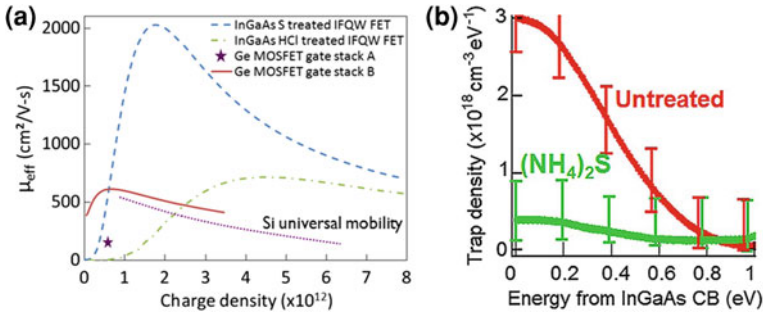 (a)
InGaAs S treated IFQW FET
InGaAs HCl treated IFQW FET
Ge MOSFET gate stack A
Ge MOSFET gate stack B
2000
1500
1000
500
0
μeff (cm²/V-s)
Si universal mobility
0 1 2 3 4 5 6 7 8
Charge density (x10¹²)
(b)
3
2
1
0
Trap density (x10¹⁸ cm⁻³ eV⁻¹)
Untreated
(NH₄)₂S
0 0.2 0.4 0.6 0.8 1
Energy from InGaAs CB (eV)